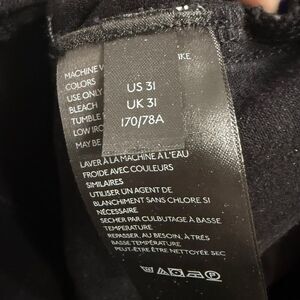 MACHINE W
IKE
COLORS
USE ONLY
BLEACH
TUMBLE
LOW IRO
MAY BE
US 31
UK 31
170/78A
LAVER À LA MACHINE À L'EAU
FROIDE AVEC COULEURS
SIMILAIRES
UTILISER UN AGENT DE
BLANCHIMENT SANS CHLORE SI
NÉCESSAIRE
SÉCHER PAR CULBUTAGE À BASSE
TEMPÉRATURE
REPASSER, AU BESOIN, À TRÈS
BASSE TEMPÉRATURE
PEUT-ÊTRE ÊTRE NETTOYÉ SEC